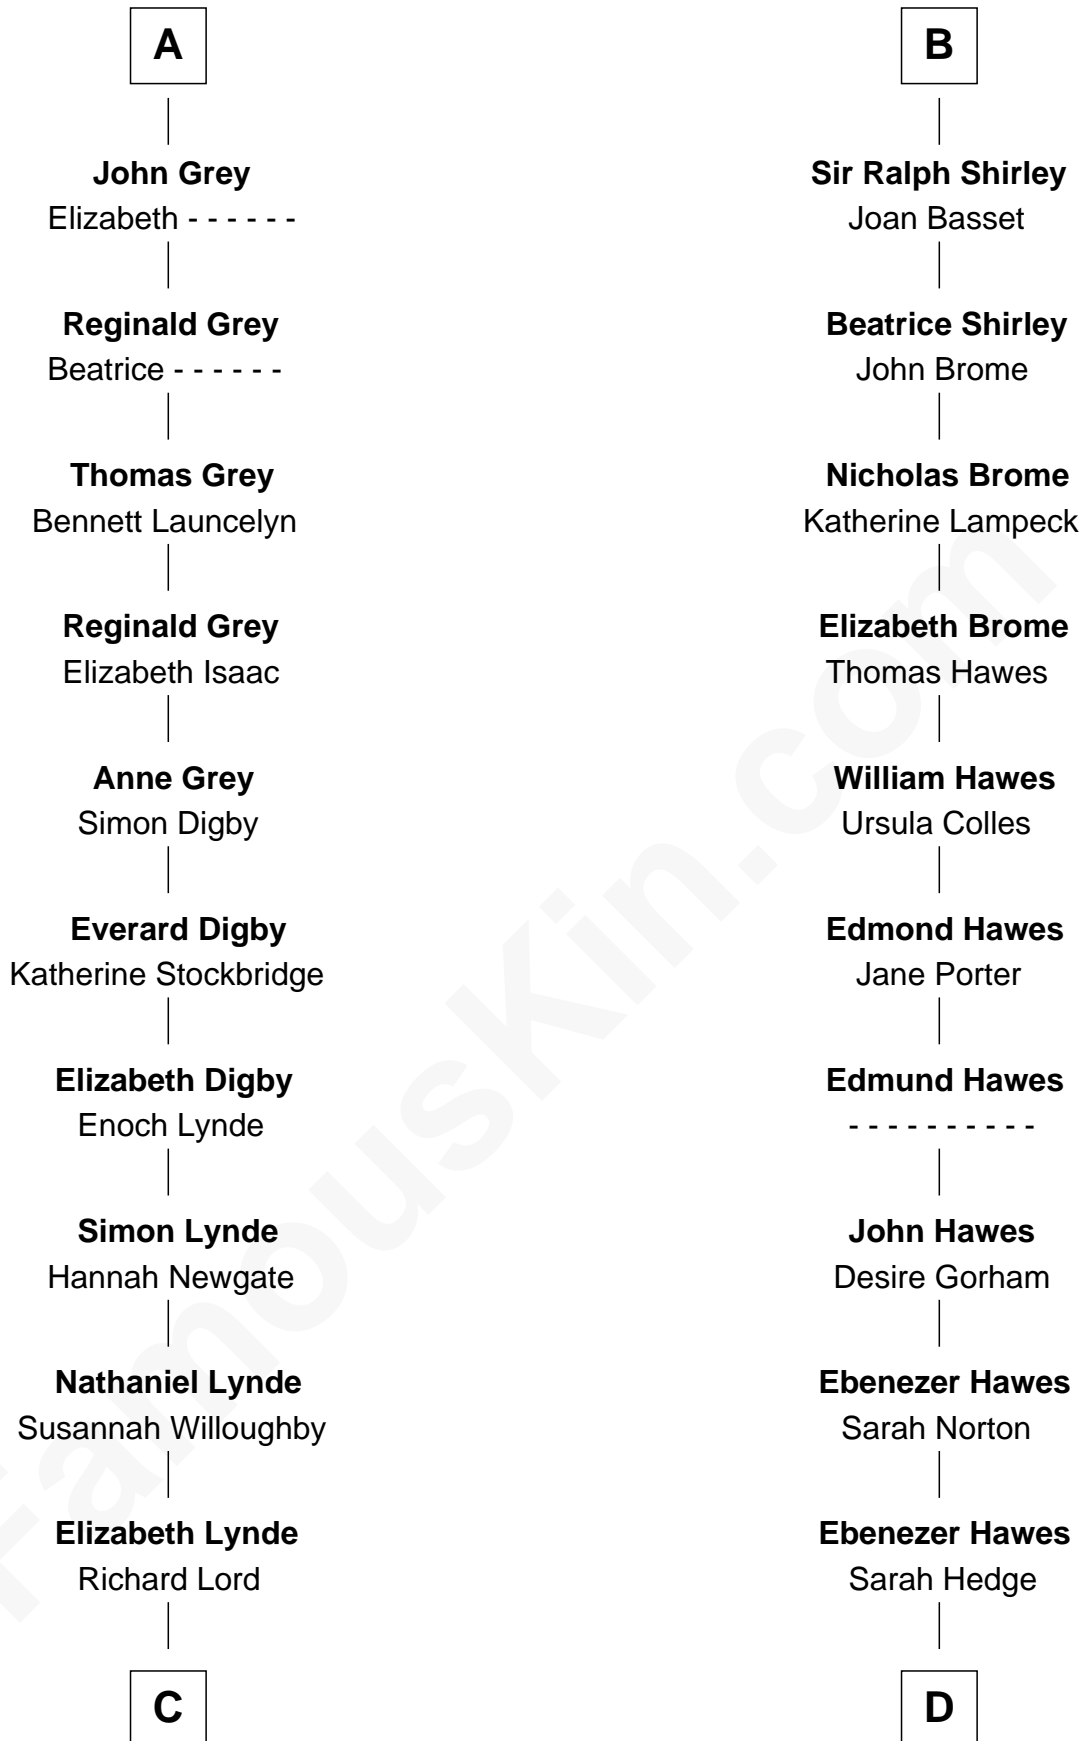 A
John Grey
Elizabeth - - - - - -
Reginald Grey
Beatrice - - - - - -
Thomas Grey
Bennett Launcelyn
Reginald Grey
Elizabeth Isaac
Anne Grey
Simon Digby
Everard Digby
Katherine Stockbridge
Elizabeth Digby
Enoch Lynde
Simon Lynde
Hannah Newgate
Nathaniel Lynde
Susannah Willoughby
Elizabeth Lynde
Richard Lord
C
B
Sir Ralph Shirley
Joan Basset
Beatrice Shirley
John Brome
Nicholas Brome
Katherine Lampeck
Elizabeth Brome
Thomas Hawes
William Hawes
Ursula Colles
Edmond Hawes
Jane Porter
Edmund Hawes
- - - - - - - - - -
John Hawes
Desire Gorham
Ebenezer Hawes
Sarah Norton
Ebenezer Hawes
Sarah Hedge
D
FamousKin.com